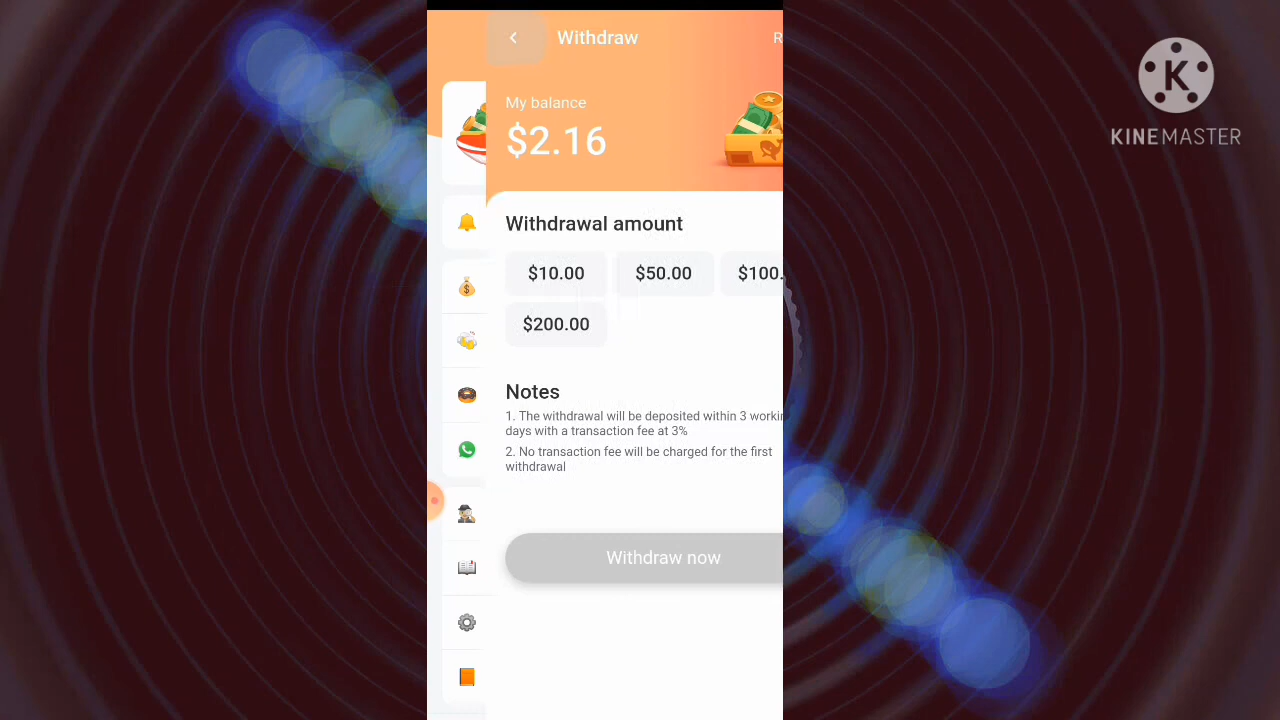 Withdraw
R
My balance
$2.16
Withdrawal amount
$10.00
$50.00
$100.
$200.00
Notes
1. The withdrawal will be deposited within 3 workin
days with a transaction fee at 3%
2. No transaction fee will be charged for the first
withdrawal
Withdraw now
K
KINEMASTER